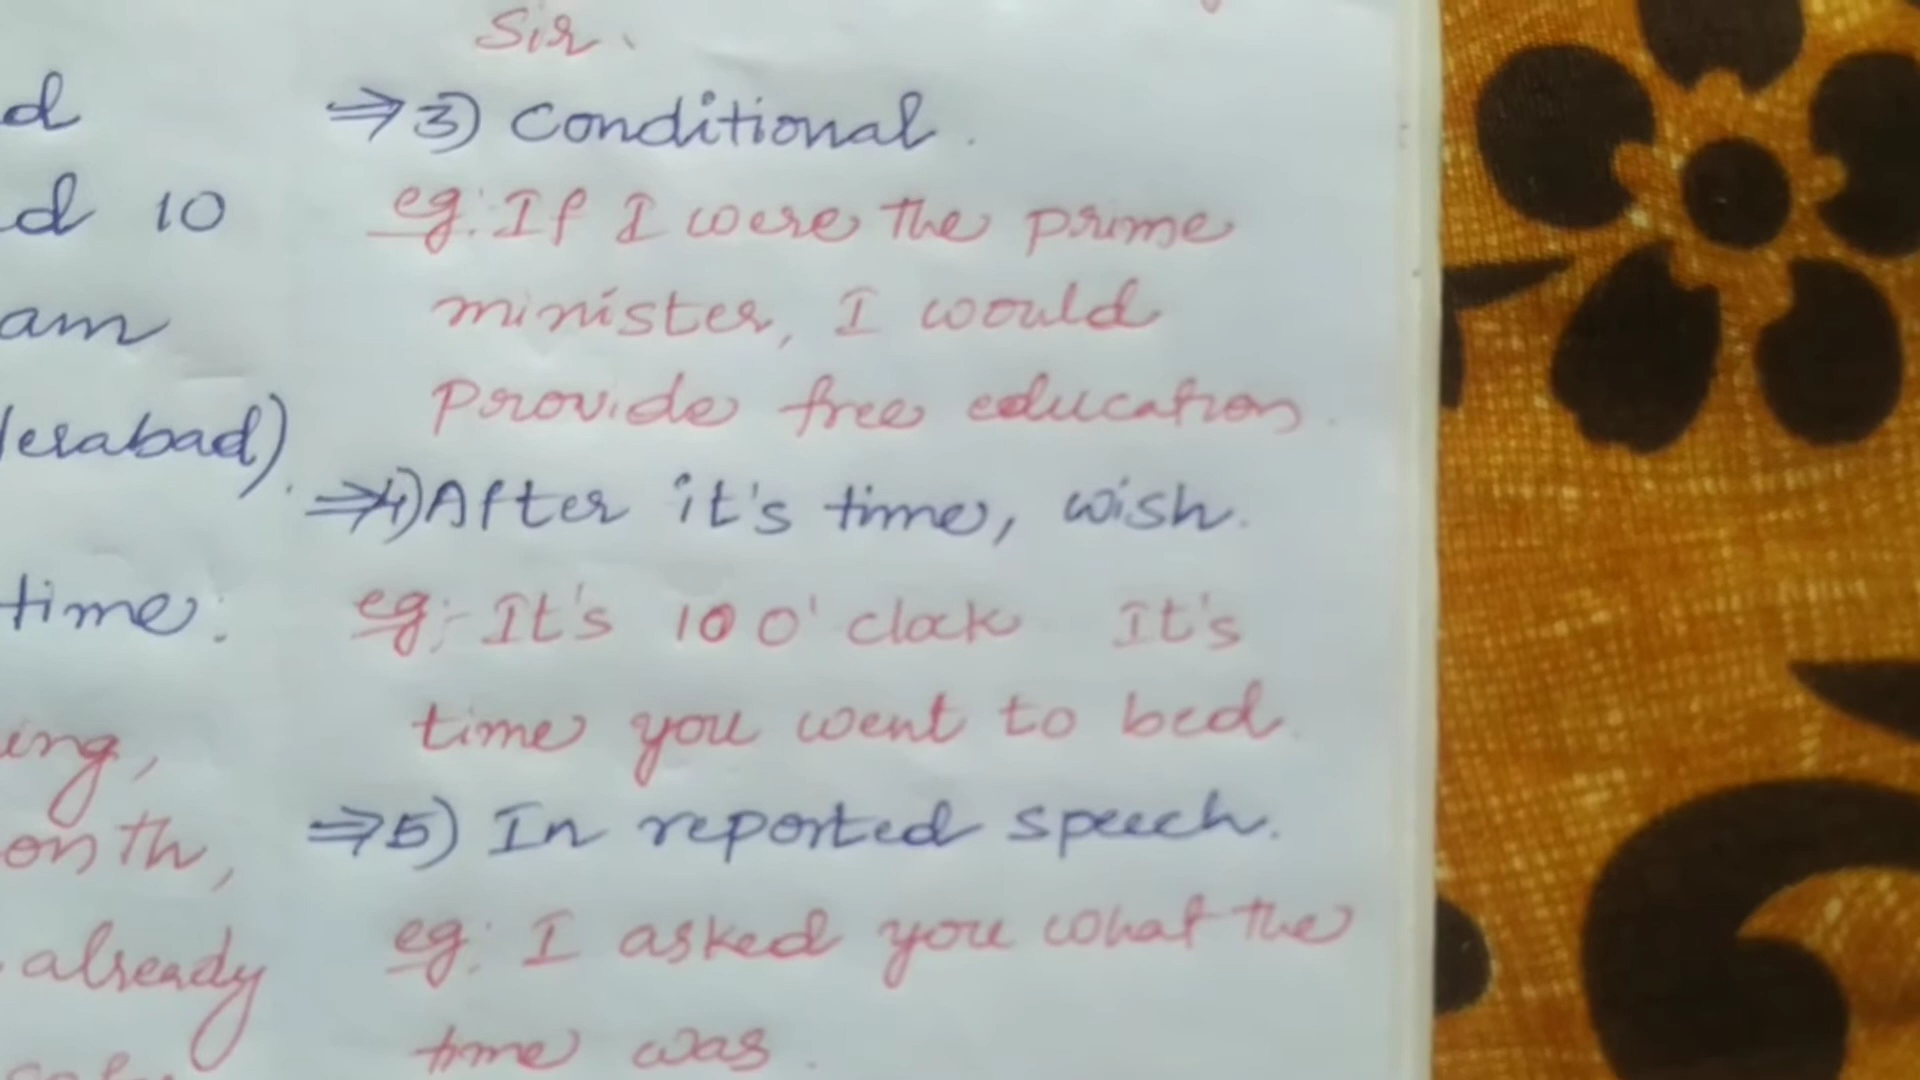 d
d 10
am
derabad).
time:
ing,
onth,
already
Sir.
⇒3) Conditional.
eg: If I were the prime
minister, I would
provide free education.
⇒4) After it's time, wish.
eg:- It's 10 0' clock It's
time you went to bed.
⇒5) In reported speech.
eg: I asked you what the
time was.